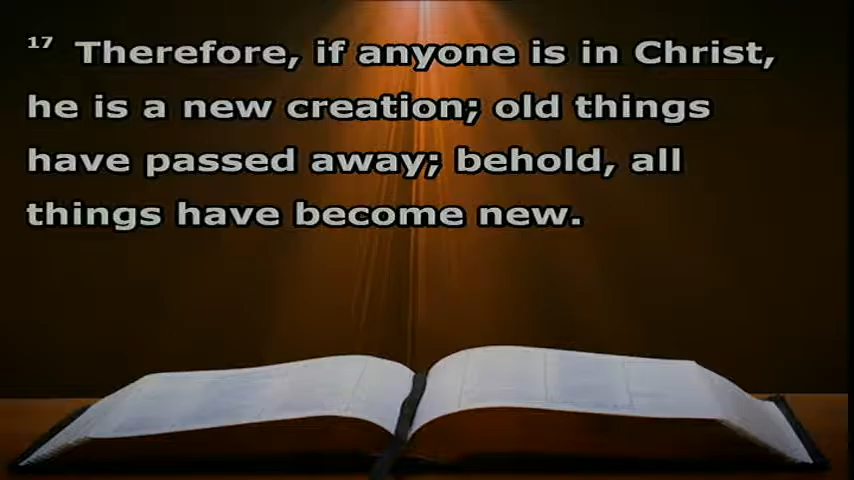 17 Therefore, if anyone is in Christ,
he is a new creation; old things
have passed away; behold, all
things have become new.